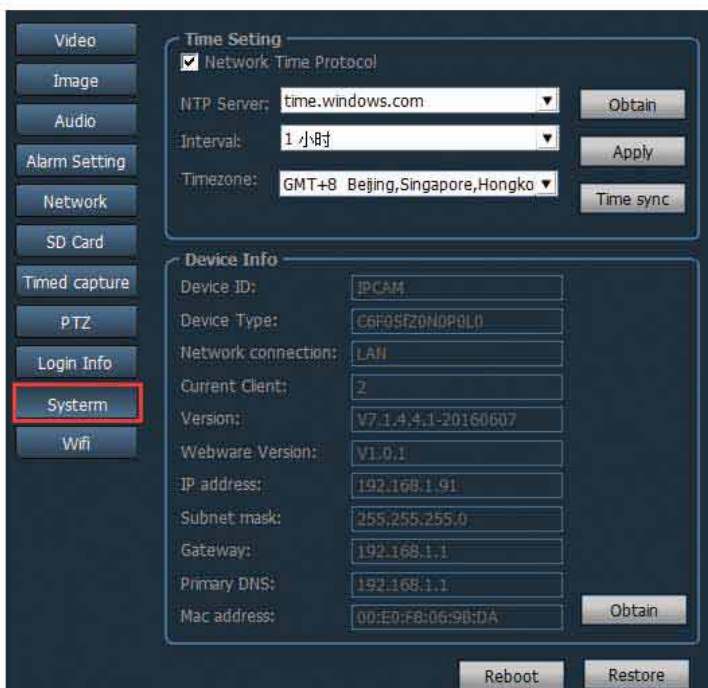 Video
Image
Audio
Alarm Setting
Network
SD Card
Timed capture
PTZ
Login Info
Systerm
Wifi
Time Seting
Network Time Protocol
NTP Server: time.windows.com Obtain
Interval: 1 小时 Apply
Timezone: GMT+8 Beijing,Singapore,Hongko Time sync
Device Info
Device ID: IPCAM
Device Type: C6F0SfZ0N0P0L0
Network connection: LAN
Current Client: 2
Version: V7.1.4.4.1-20160607
Webware Version: V1.0.1
IP address: 192.168.1.91
Subnet mask: 255.255.255.0
Gateway: 192.168.1.1
Primary DNS: 192.168.1.1
Mac address: 00:E0:F8:06:9B:DA Obtain
Reboot Restore